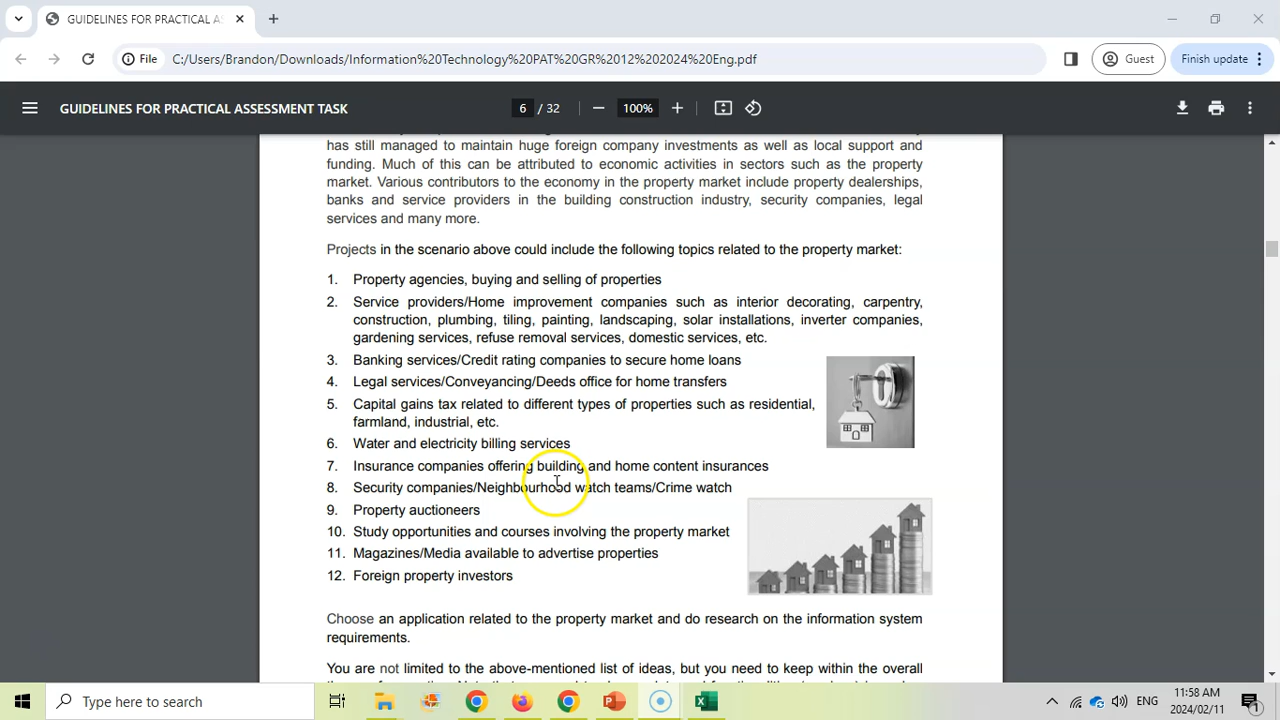 GUIDELINES FOR PRACTICAL A
File
C:/Users/Brandon/Downloads/Information%20Technology%20PAT%20GR%2012%202024%20Eng.pdf
Guest
Finish update
GUIDELINES FOR PRACTICAL ASSESSMENT TASK
6 / 32
100%
has still managed to maintain huge foreign company investments as well as local support and
funding. Much of this can be attributed to economic activities in sectors such as the property
market. Various contributors to the economy in the property market include property dealerships,
banks and service providers in the building construction industry, security companies, legal
services and many more.
Projects in the scenario above could include the following topics related to the property market:
1. Property agencies, buying and selling of properties
2. Service providers/Home improvement companies such as interior decorating, carpentry,
construction, plumbing, tiling, painting, landscaping, solar installations, inverter companies,
gardening services, refuse removal services, domestic services, etc.
3. Banking services/Credit rating companies to secure home loans
4. Legal services/Conveyancing/Deeds office for home transfers
5. Capital gains tax related to different types of properties such as residential,
farmland, industrial, etc.
6. Water and electricity billing services
7. Insurance companies offering building and home content insurances
8. Security companies/Neighbourhood watch teams/Crime watch
9. Property auctioneers
10. Study opportunities and courses involving the property market
11. Magazines/Media available to advertise properties
12. Foreign property investors
Choose an application related to the property market and do research on the information system
requirements.
You are not limited to the above-mentioned list of ideas, but you need to keep within the overall
Type here to search
ENG
11:58 AM
2024/02/11